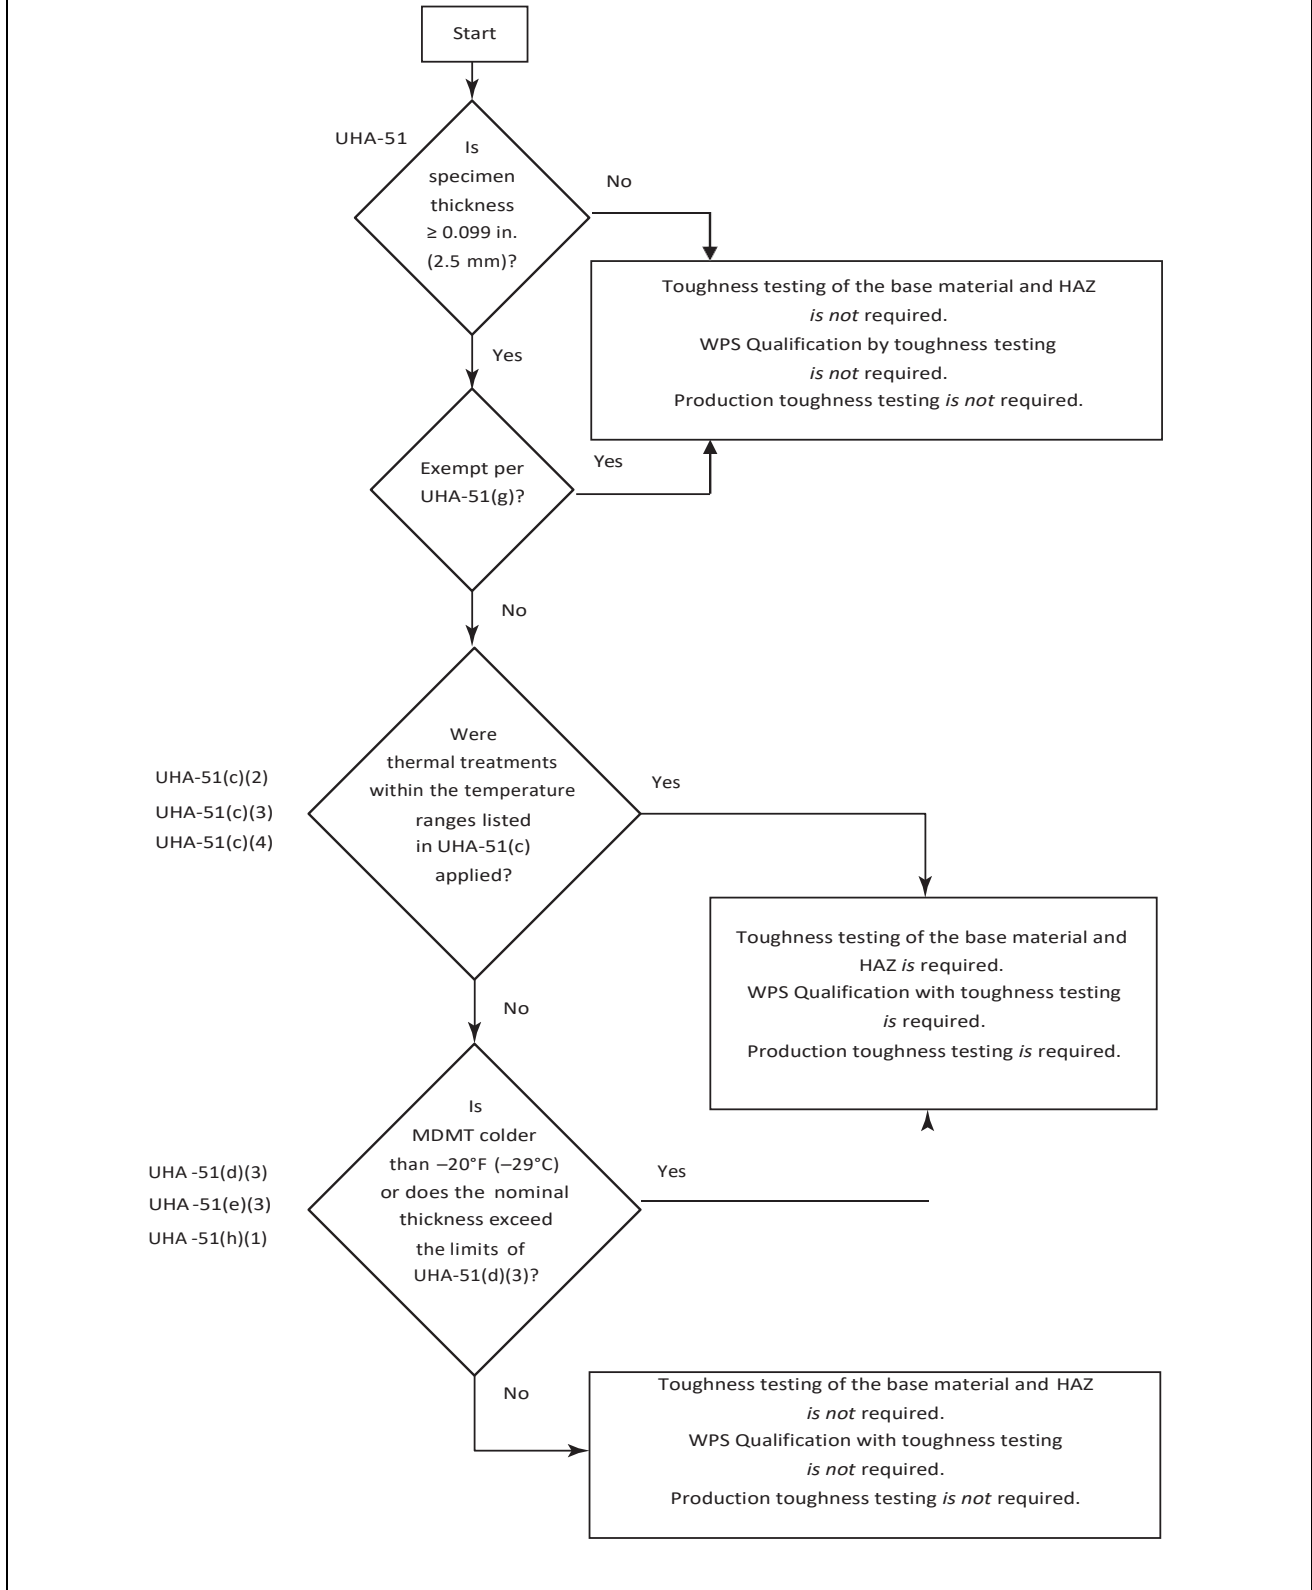 Start
UHA-51
Is
specimen
thickness
≥ 0.099 in.
(2.5 mm)?
No
Toughness testing of the base material and HAZ
is not required.
WPS Qualification by toughness testing
is not required.
Production toughness testing is not required.
Yes
Exempt per
UHA-51(g)?
Yes
No
Were
thermal treatments
within the temperature
ranges listed
in UHA-51(c)
applied?
UHA-51(c)(2)
UHA-51(c)(3)
UHA-51(c)(4)
Yes
Toughness testing of the base material and
HAZ is required.
WPS Qualification with toughness testing
is required.
Production toughness testing is required.
No
Is
MDMT colder
than –20°F (–29°C)
or does the nominal
thickness exceed
the limits of
UHA-51(d)(3)?
UHA -51(d)(3)
UHA -51(e)(3)
UHA -51(h)(1)
Yes
No
Toughness testing of the base material and HAZ
is not required.
WPS Qualification with toughness testing
is not required.
Production toughness testing is not required.